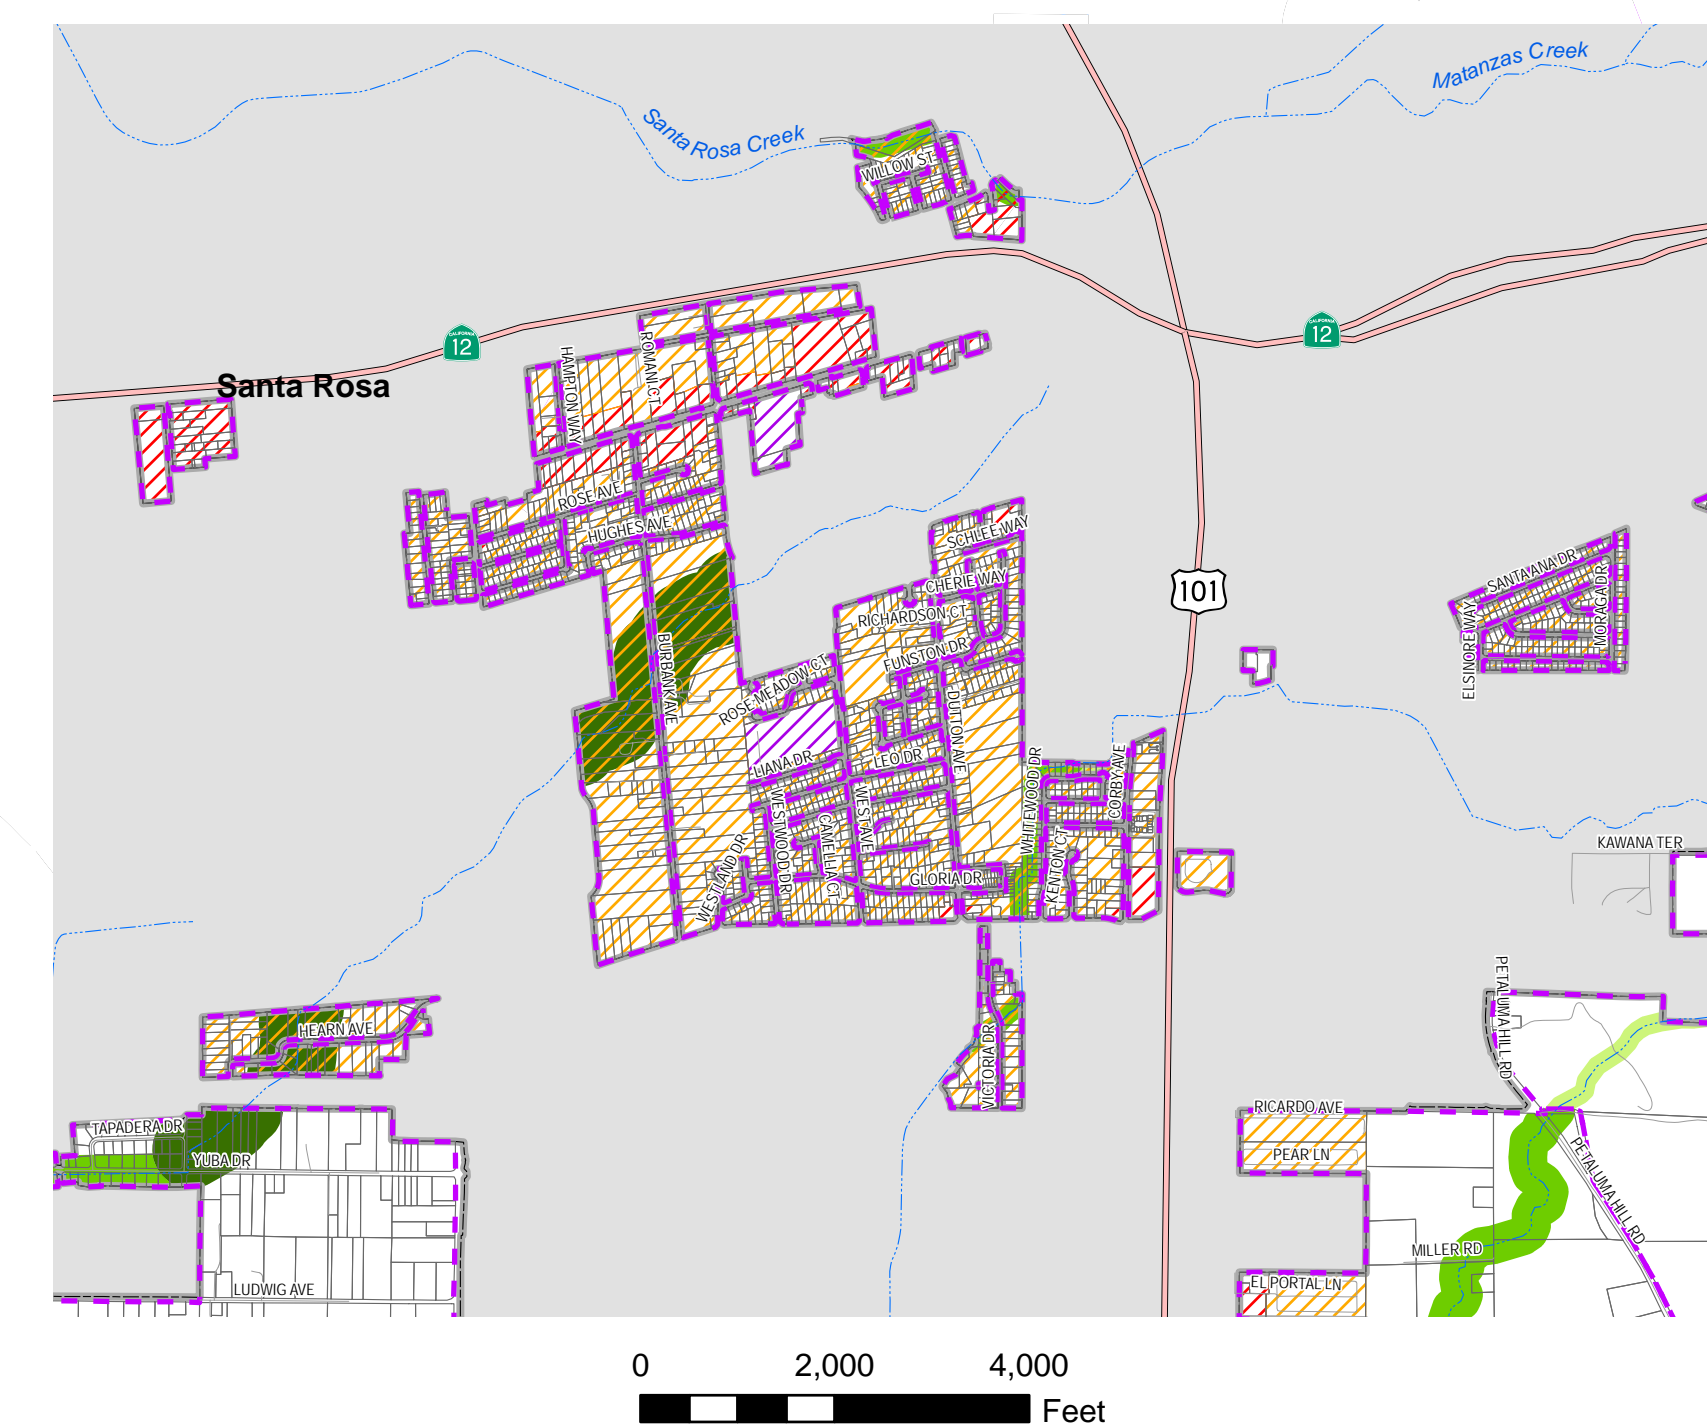 Matanzas Creek
Santa Rosa Creek
WILLOW ST
CALIFORNIA
12
CALIFORNIA
12
Santa Rosa
HAMPTON WAY
ROMANI CT
ROSE AVE
HUGHES AVE
SCHLEE WAY
CHERIE WAY
RICHARDSON CT
FUNSTON DR
101
SANTA ANA DR
MORAGA DR
ELSINORE WAY
BURBANK AVE
ROSE MEADOW CT
DUTTON AVE
LIANA DR
LEO DR
WHITEWOOD DR
CORBY AVE
WESTWOOD DR
CAMELLIA CT
WEST AVE
WESTLAND DR
GLORIA DR
KENTON CT
KAWANA TER
HEARN AVE
VICTORIA DR
PETALUMA HILL RD
RICARDO AVE
PEAR LN
TAPADERA DR
YUBA DR
PETALUMA HILL RD
MILLER RD
EL PORTAL LN
LUDWIG AVE
0 2,000 4,000
Feet